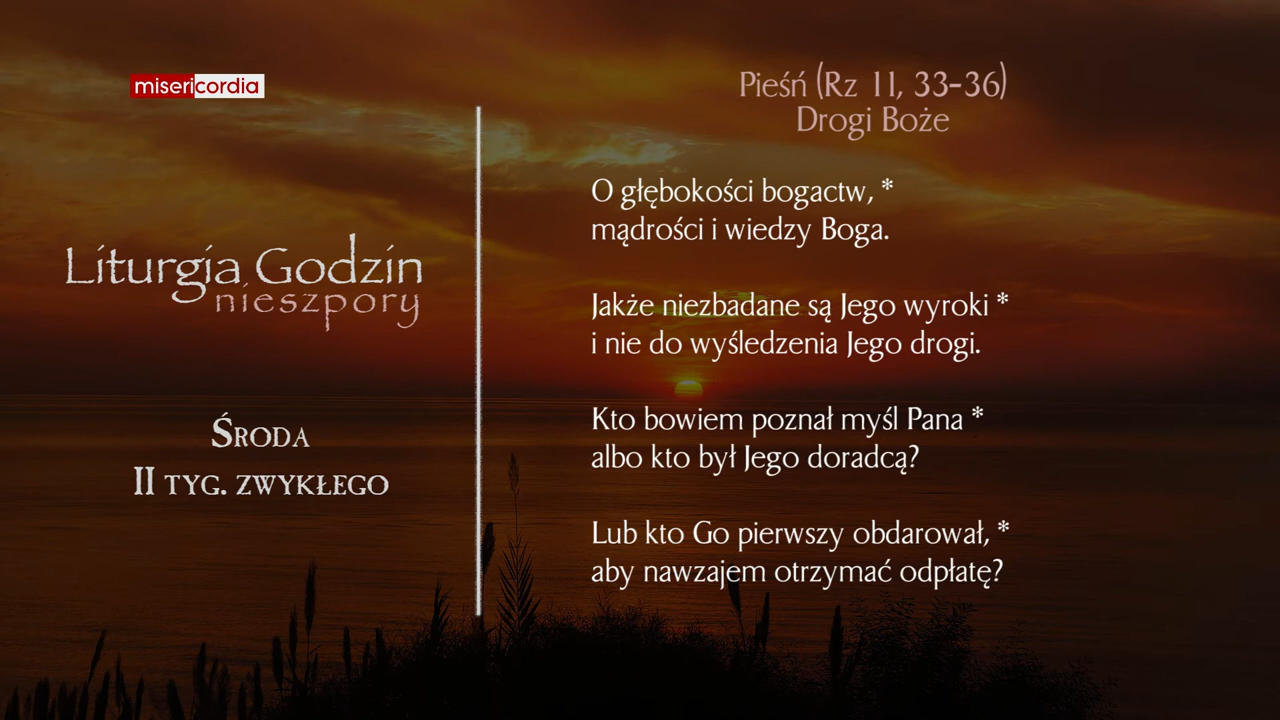 misericordia
Liturgia Godzin
nieszpory
Środa
II tyg. zwykłego
Pieśń (Rz 11, 33-36)
Drogi Boże
O głębokości bogactw, *
mądrości i wiedzy Boga.
Jakże niezbadane są Jego wyroki *
i nie do wyśledzenia Jego drogi.
Kto bowiem poznał myśl Pana *
albo kto był Jego doradcą?
Lub kto Go pierwszy obdarował, *
aby nawzajem otrzymać odpłatę?